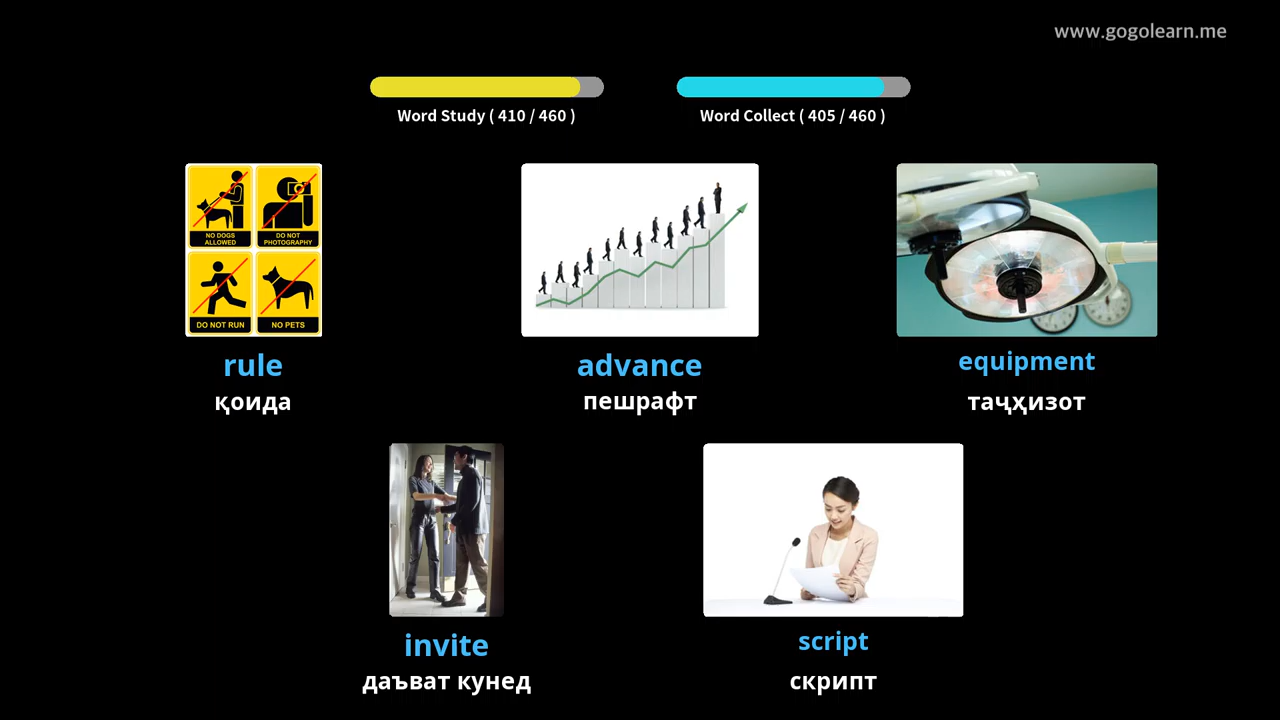 www.gogolearn.me
Word Study ( 410 / 460 )
Word Collect ( 405 / 460 )
NO DOGS
ALLOWED
DO NOT
PHOTOGRAPHY
DO NOT RUN
NO PETS
rule
қоида
advance
пешрафт
equipment
таҷҳизот
invite
даъват кунед
script
скрипт